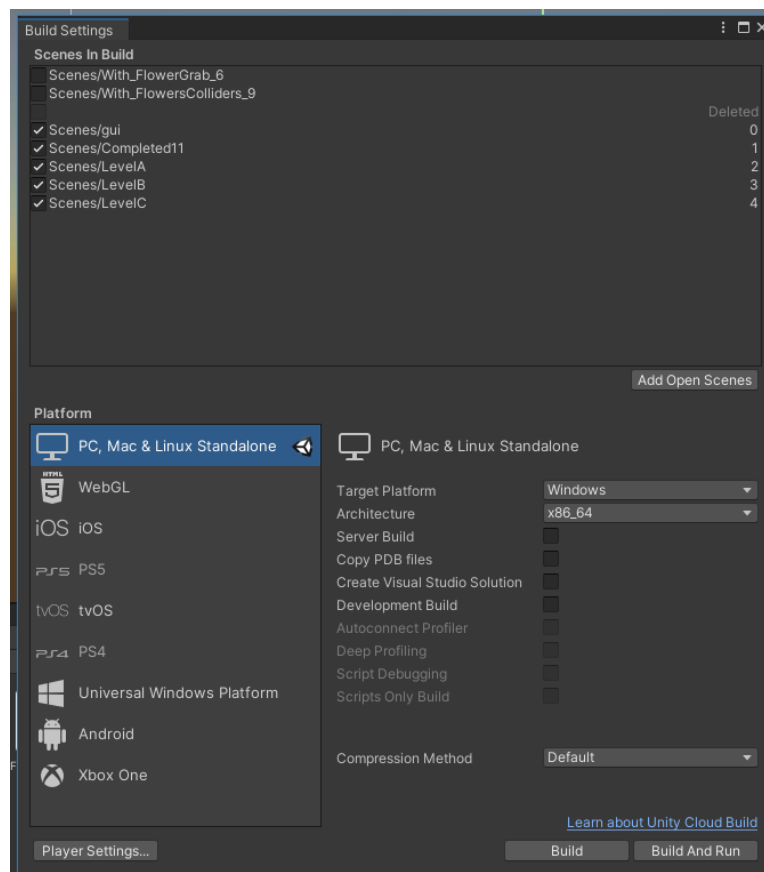 Build Settings
Scenes In Build
Scenes/With_FlowerGrab_6
Scenes/With_FlowersColliders_9
Deleted
Scenes/gui 0
Scenes/Completed11 1
Scenes/LevelA 2
Scenes/LevelB 3
Scenes/LevelC 4
Add Open Scenes
Platform
PC, Mac & Linux Standalone
HTML
5
WebGL
iOS iOS
PS5 PS5
tvOS tvOS
PS4 PS4
Universal Windows Platform
Android
Xbox One
PC, Mac & Linux Standalone
Target Platform Windows
Architecture x86_64
Server Build
Copy PDB files
Create Visual Studio Solution
Development Build
Autoconnect Profiler
Deep Profiling
Script Debugging
Scripts Only Build
Compression Method Default
Learn about Unity Cloud Build
Player Settings...
Build
Build And Run
F